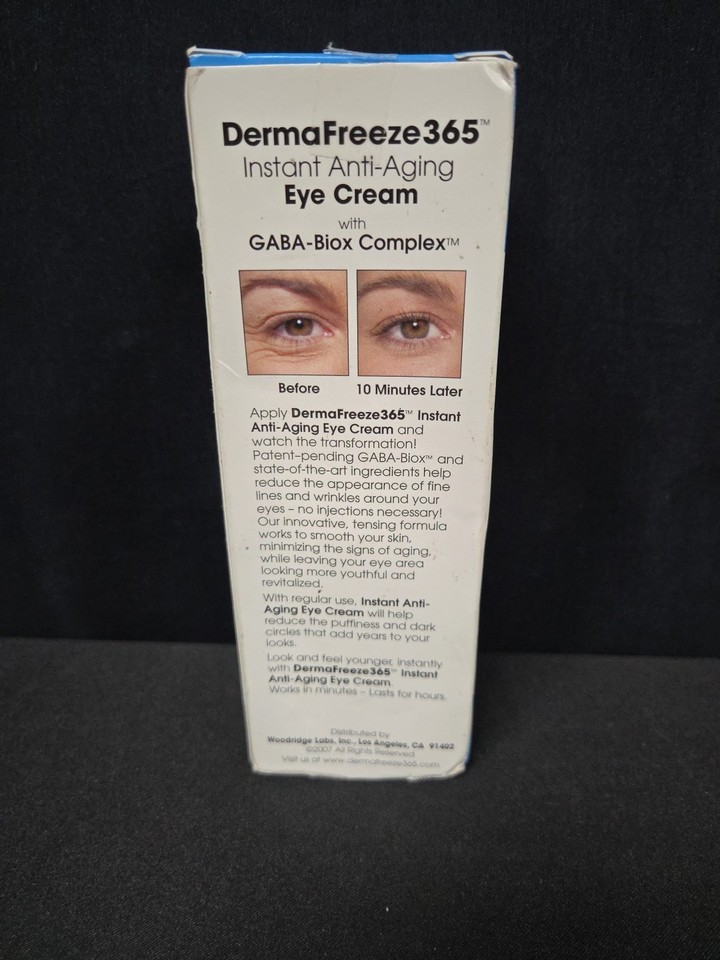 DermaFreeze365™
Instant Anti-Aging
Eye Cream
with
GABA-Biox Complex™
Before
10 Minutes Later
Apply DermaFreeze365™ Instant
Anti-Aging Eye Cream and
watch the transformation!
Patent-pending GABA-Biox™ and
state-of-the-art ingredients help
reduce the appearance of fine
lines and wrinkles around your
eyes – no injections necessary!
Our innovative, tensing formula
works to smooth your skin,
minimizing the signs of aging,
while leaving your eye area
looking more youthful and
revitalized.
With regular use, Instant Anti-
Aging Eye Cream will help
reduce the puffiness and dark
circles that add years to your
looks.
Look and feel younger, instantly
with DermaFreeze365™ Instant
Anti-Aging Eye Cream.
Works in minutes – Lasts for hours.
Distributed by
Woodridge Labs, Inc., Los Angeles, CA 91402
©2007 All Rights Reserved
Visit us at www.dermafreeze365.com